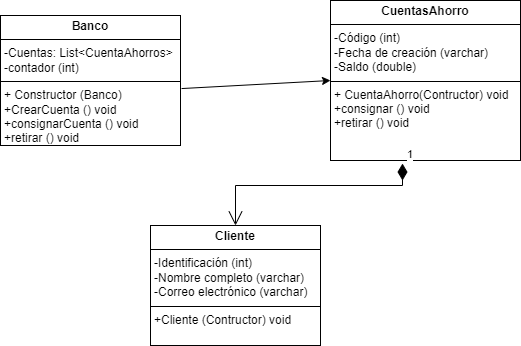 Banco
-Cuentas: List<CuentaAhorros>
-contador (int)
+ Constructor (Banco)
+CrearCuenta () void
+consignarCuenta () void
+retirar () void
CuentasAhorro
-Código (int)
-Fecha de creación (varchar)
-Saldo (double)
+ CuentaAhorro(Contructor) void
+consignar () void
+retirar () void
1
Cliente
-Identificación (int)
-Nombre completo (varchar)
-Correo electrónico (varchar)
+Cliente (Contructor) void